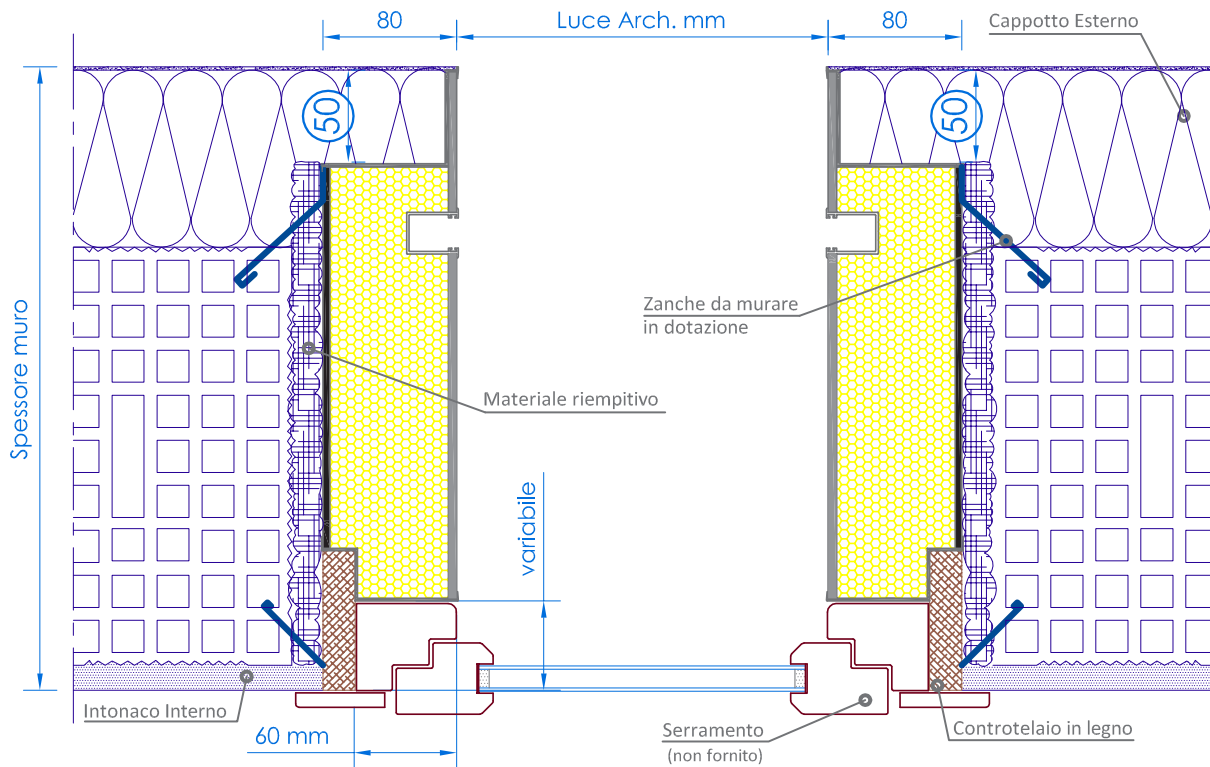 80
Luce Arch. mm
80
Cappotto Esterno
50
50
Zanche da murare
in dotazione
Materiale riempitivo
Spessore muro
variabile
Intonaco Interno
60 mm
Serramento
(non fornito)
Controtelaio in legno